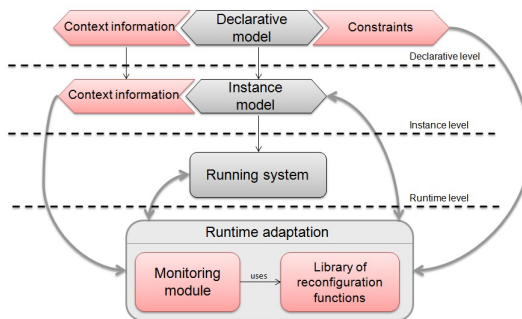 Context information
Declarative
model
Constraints
Declarative level
Context information
Instance
model
Instance level
Running system
Runtime level
Runtime adaptation
Monitoring
module
uses
Library of
reconfiguration
functions